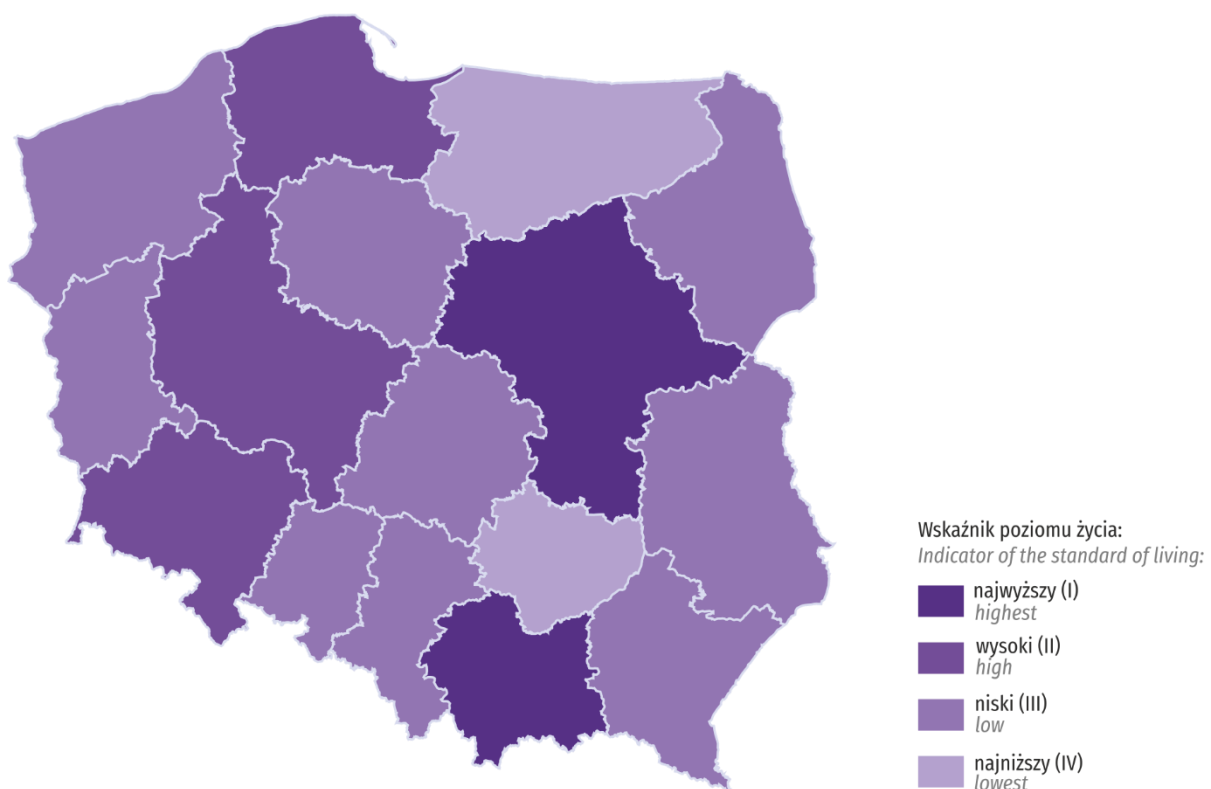 Wskaźnik poziomu życia:
Indicator of the standard of living:
najwyższy (I)
highest
wysoki (II)
high
niski (III)
low
najniższy (IV)
lowest